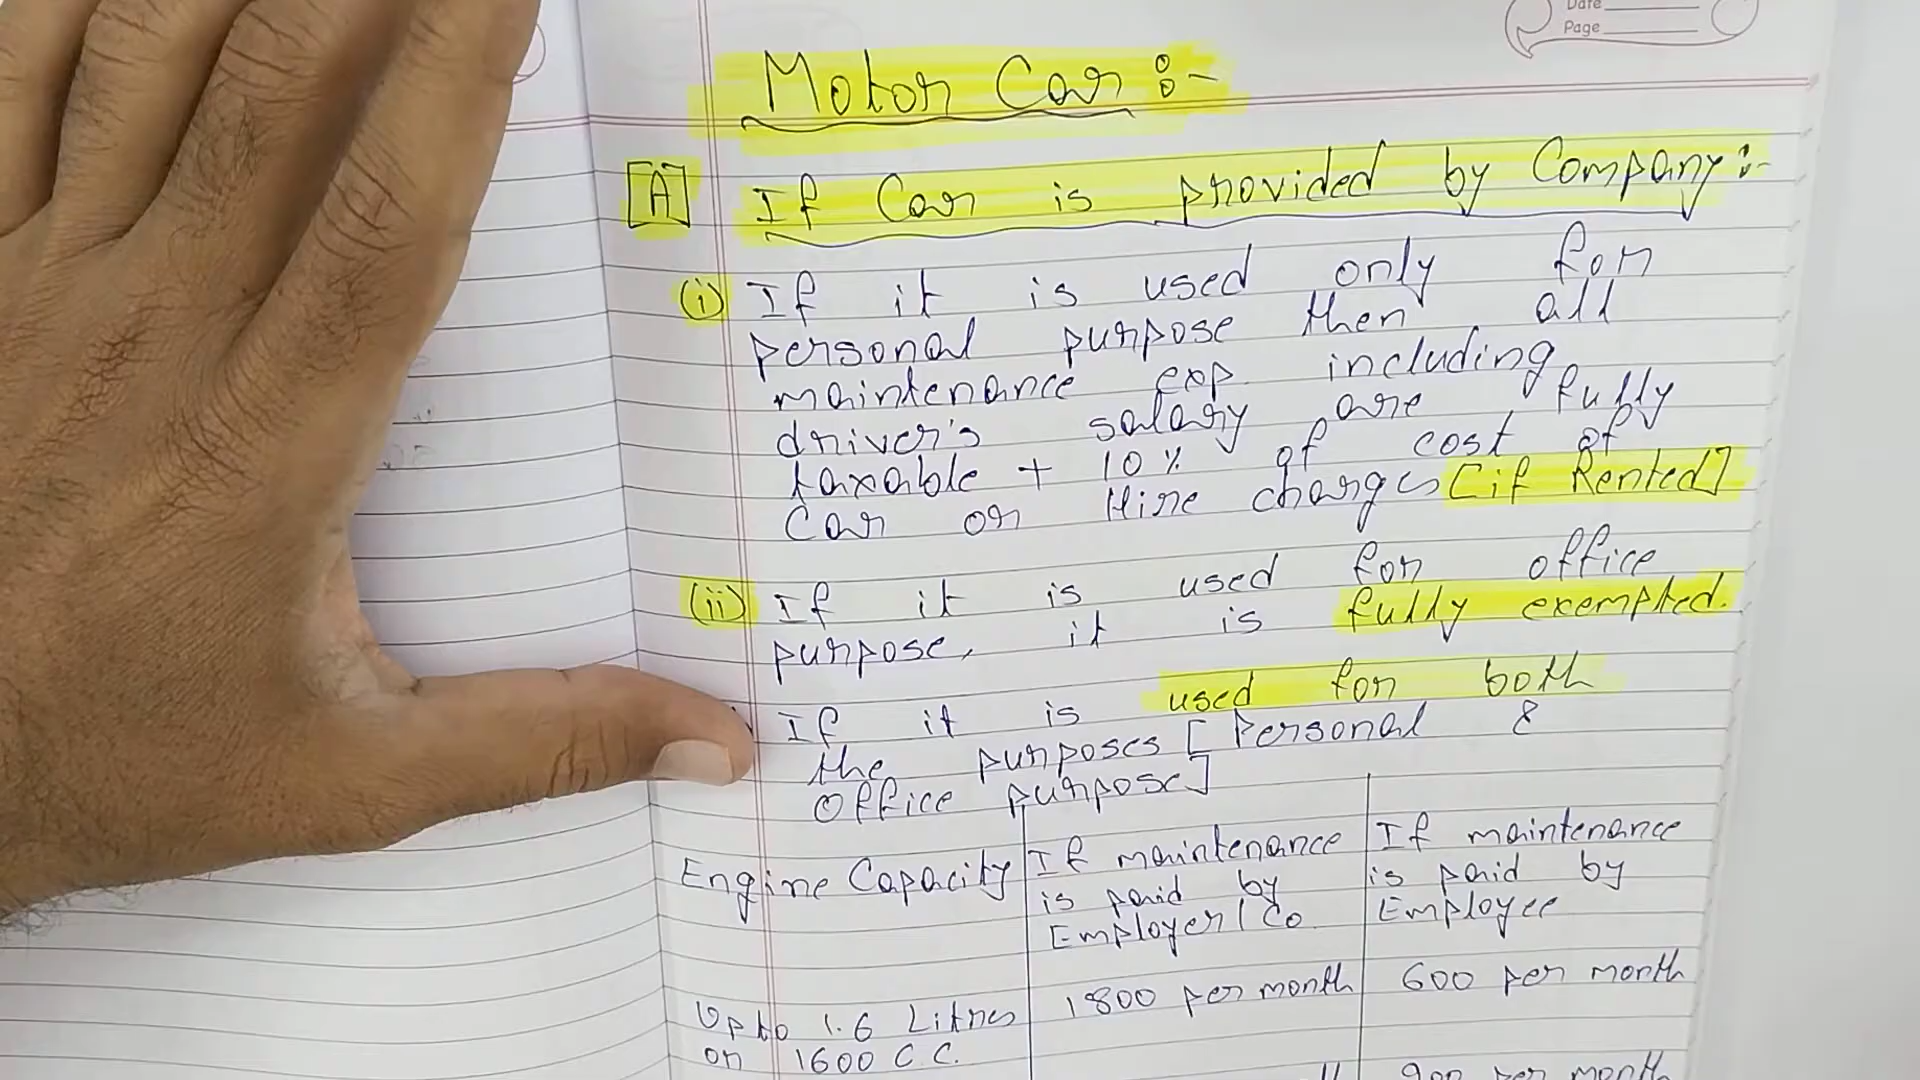 Date
Page
Motor Car :-
[A] If Car is provided by Company :-
(i) If it is used only for
personal purpose then all
maintenance exp. including
driver's salary are fully
taxable + 10% of cost of
Car or Hire charges [if Rented]
(ii) If it is used for office
purpose, it is fully exempted.
If it is used for both
the purposes [Personal &
Office purpose]
Engine Capacity
If maintenance
is paid by
Employer/Co.
If maintenance
is paid by
Employee
Upto 1.6 Litres
or 1600 C.C.
1800 per month
600 per month
900 per month